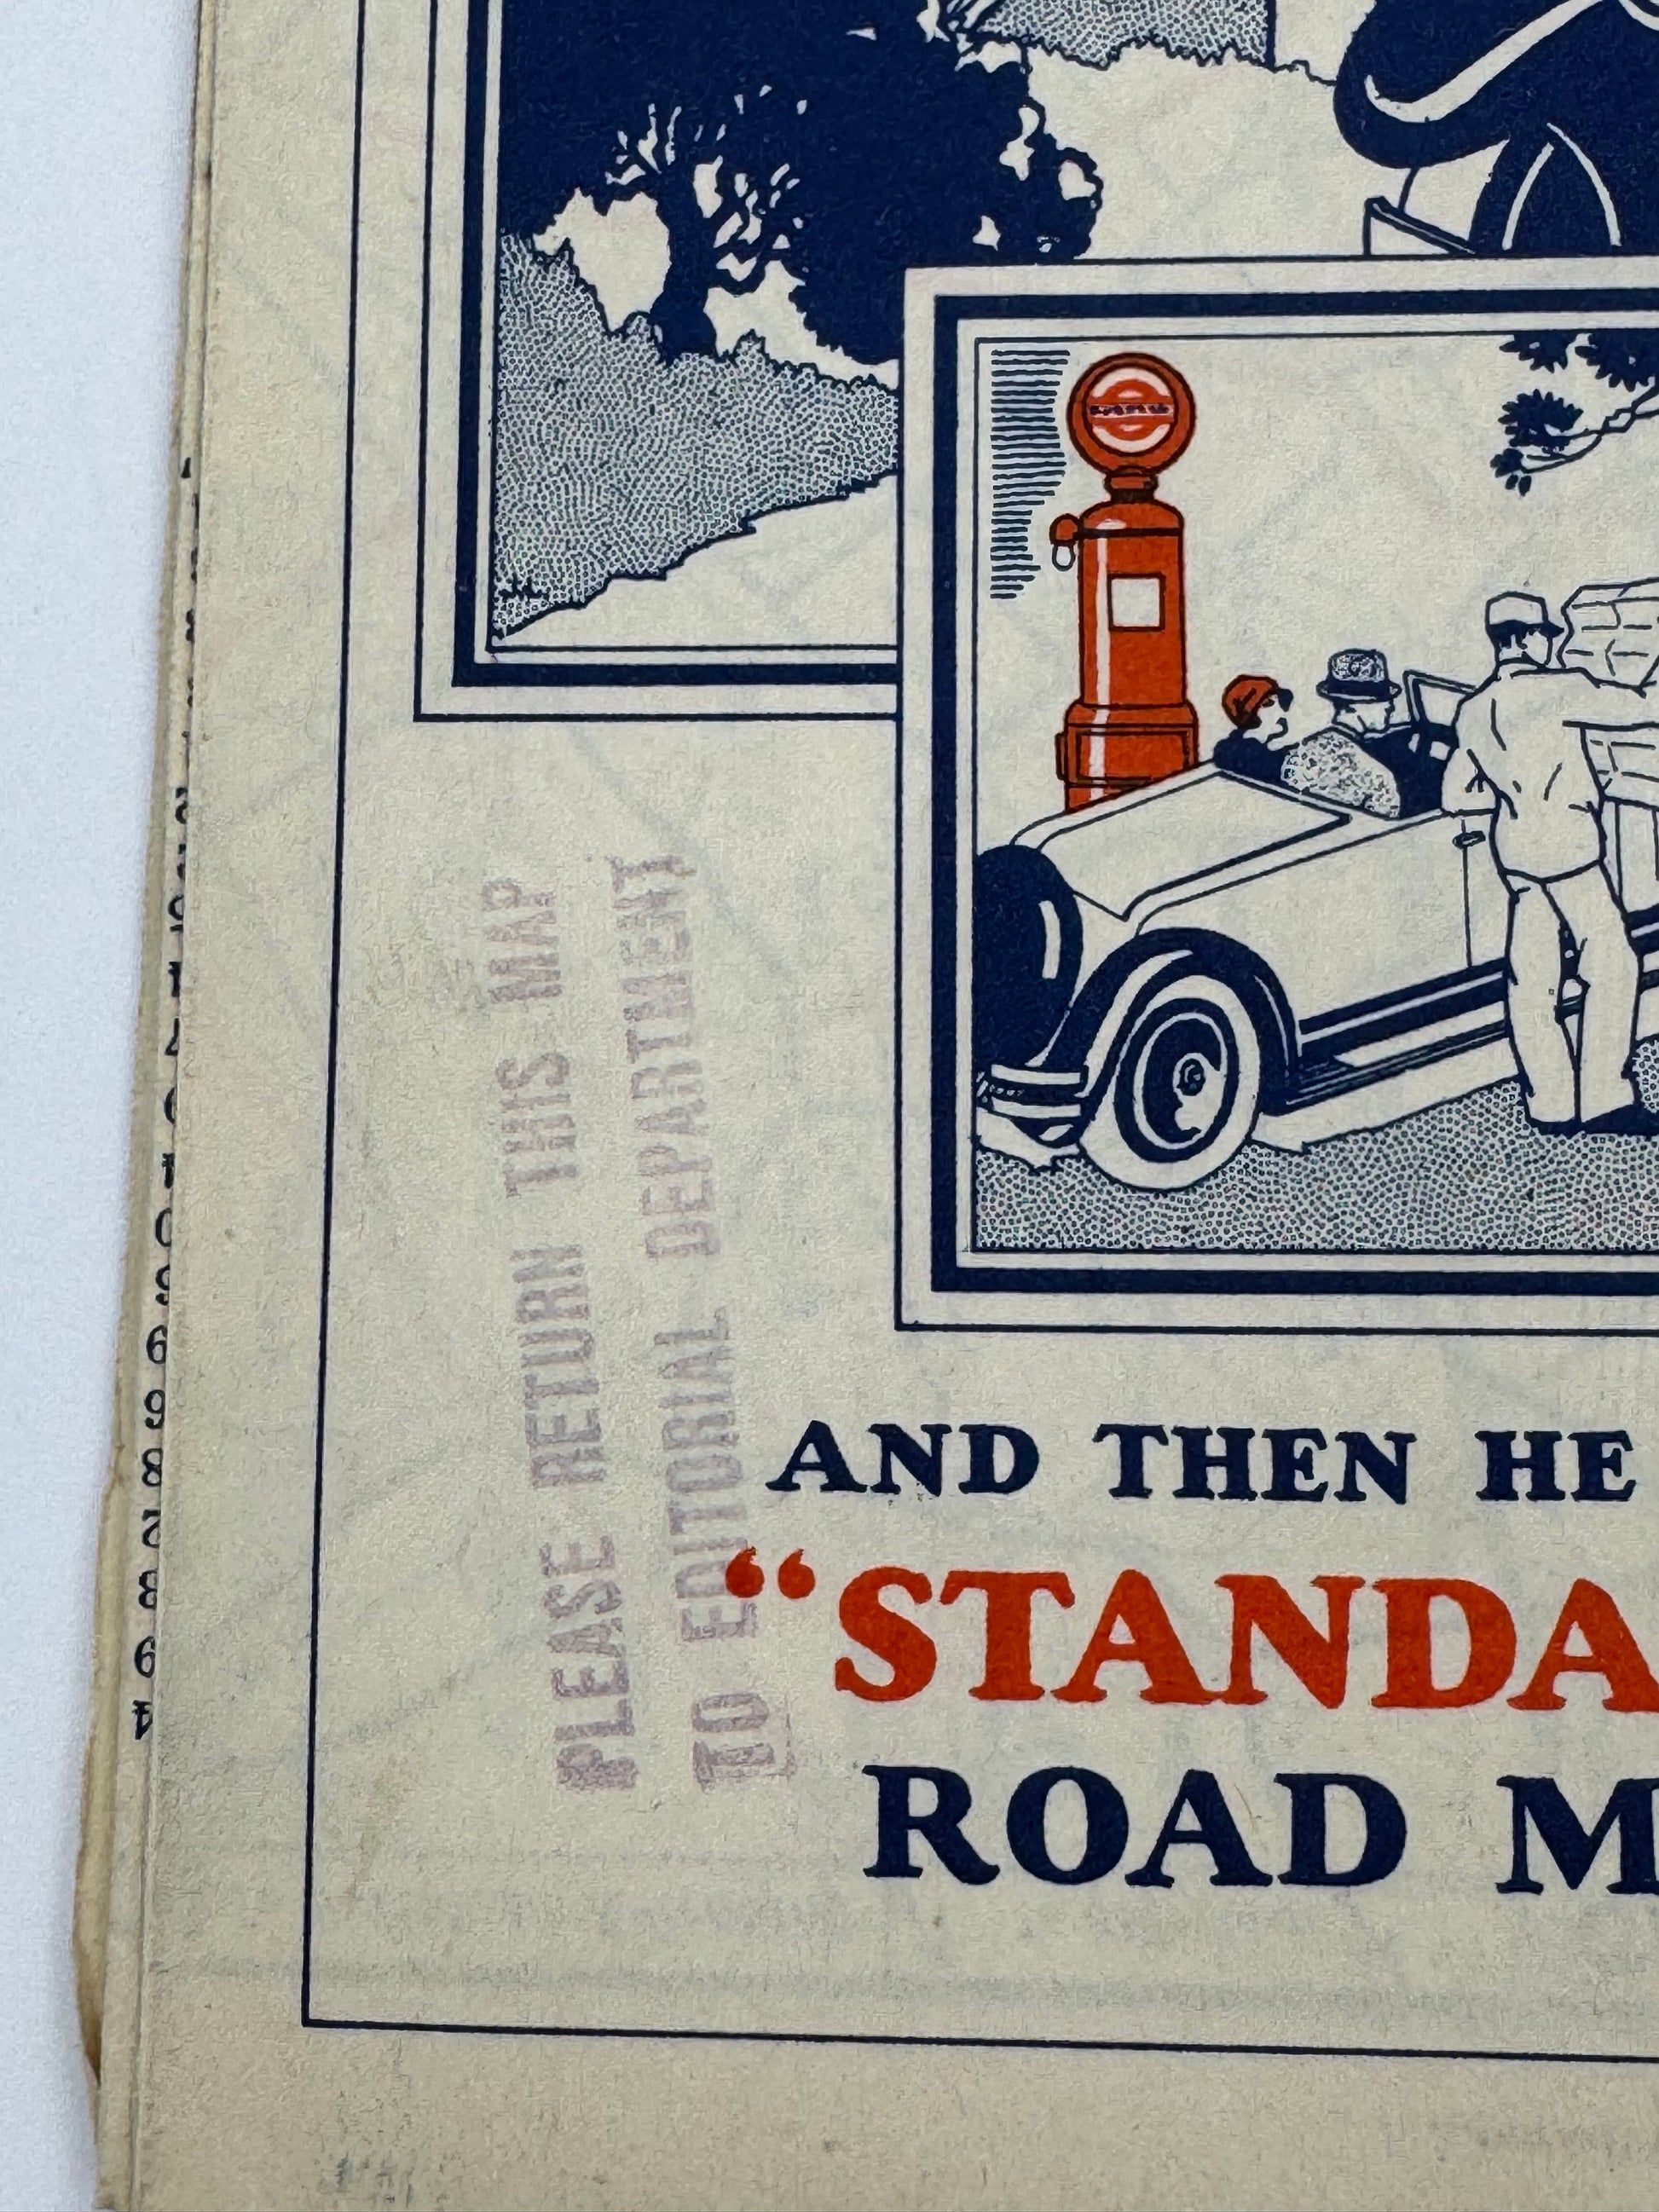 PLEASE RETURN THIS MAP
TO EDITORIAL DEPARTMENT
AND THEN HE
“STANDA
ROAD M